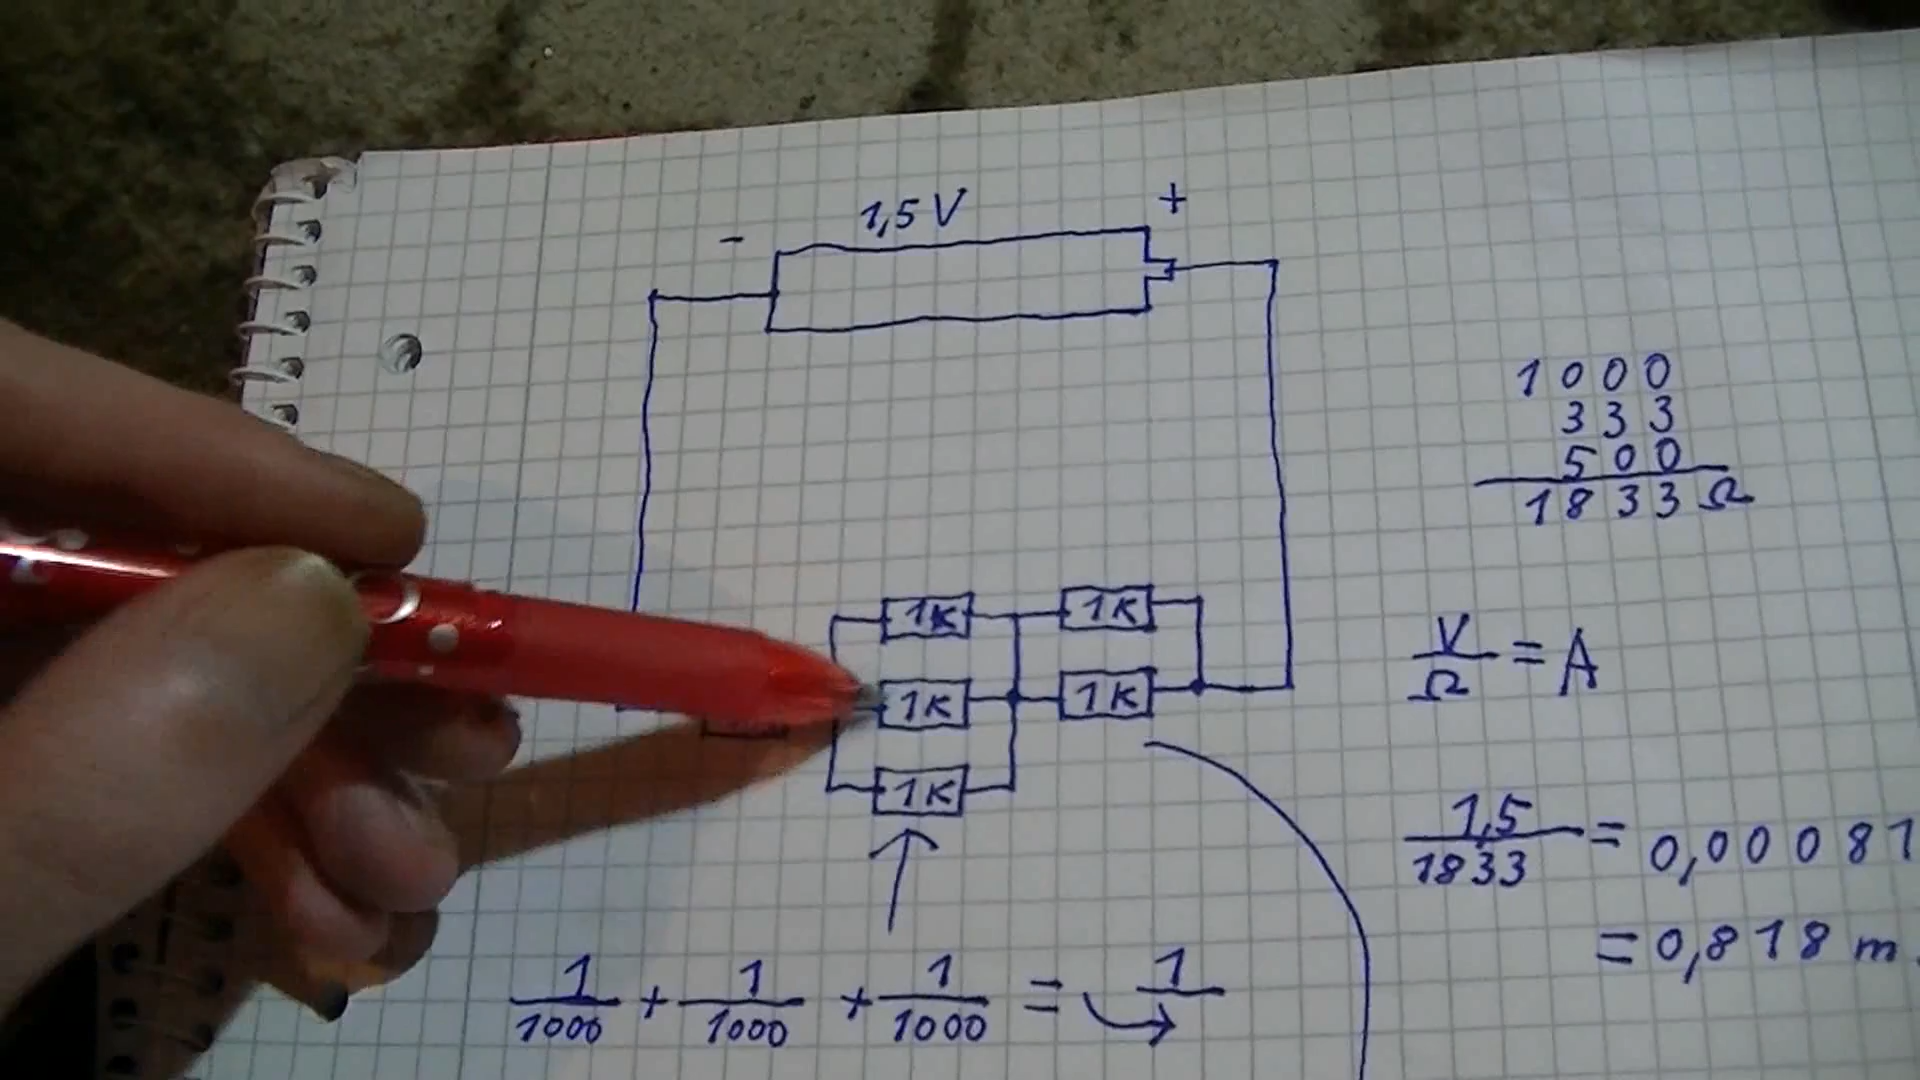 - 1,5 V +
1000
333
500
1833 Ω
1K 1K
1K 1K
1K
V/Ω = A
1,5/1833 = 0,00081
= 0,818 m
1/1000 + 1/1000 + 1/1000 = 1